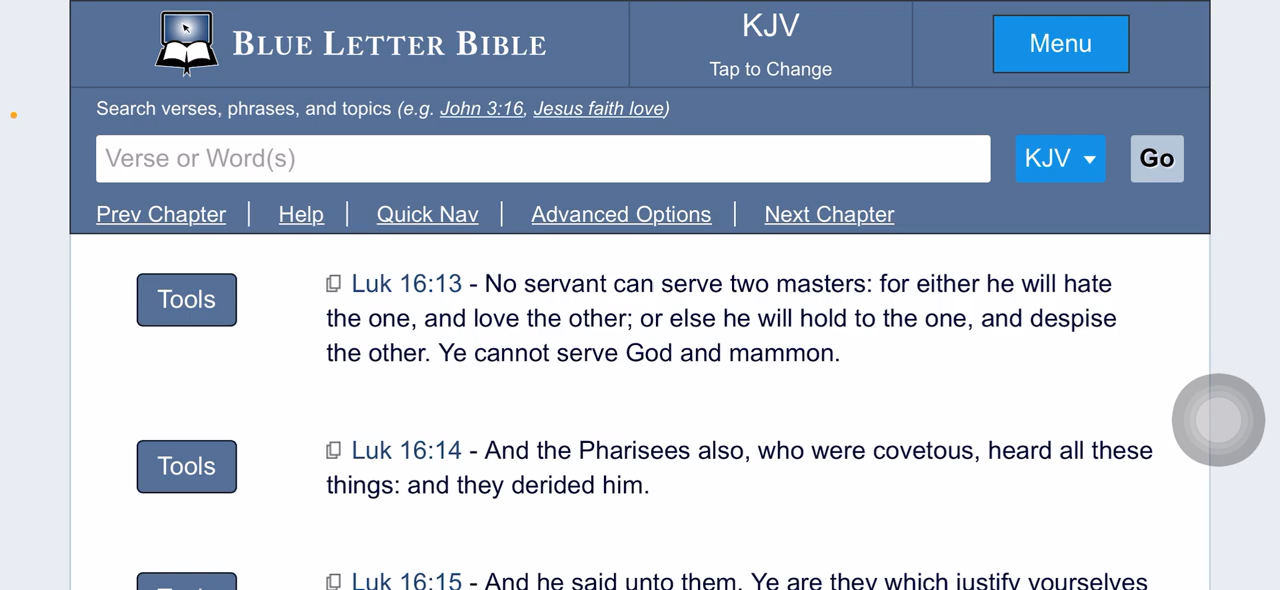 BLUE LETTER BIBLE
KJV
Tap to Change
Menu
Search verses, phrases, and topics (e.g. John 3:16, Jesus faith love)
Verse or Word(s)
KJV
Go
Prev Chapter | Help | Quick Nav | Advanced Options | Next Chapter
Tools
Luk 16:13 - No servant can serve two masters: for either he will hate
the one, and love the other; or else he will hold to the one, and despise
the other. Ye cannot serve God and mammon.
Tools
Luk 16:14 - And the Pharisees also, who were covetous, heard all these
things: and they derided him.
Luk 16:15 - And he said unto them, Ye are they which justify yourselves